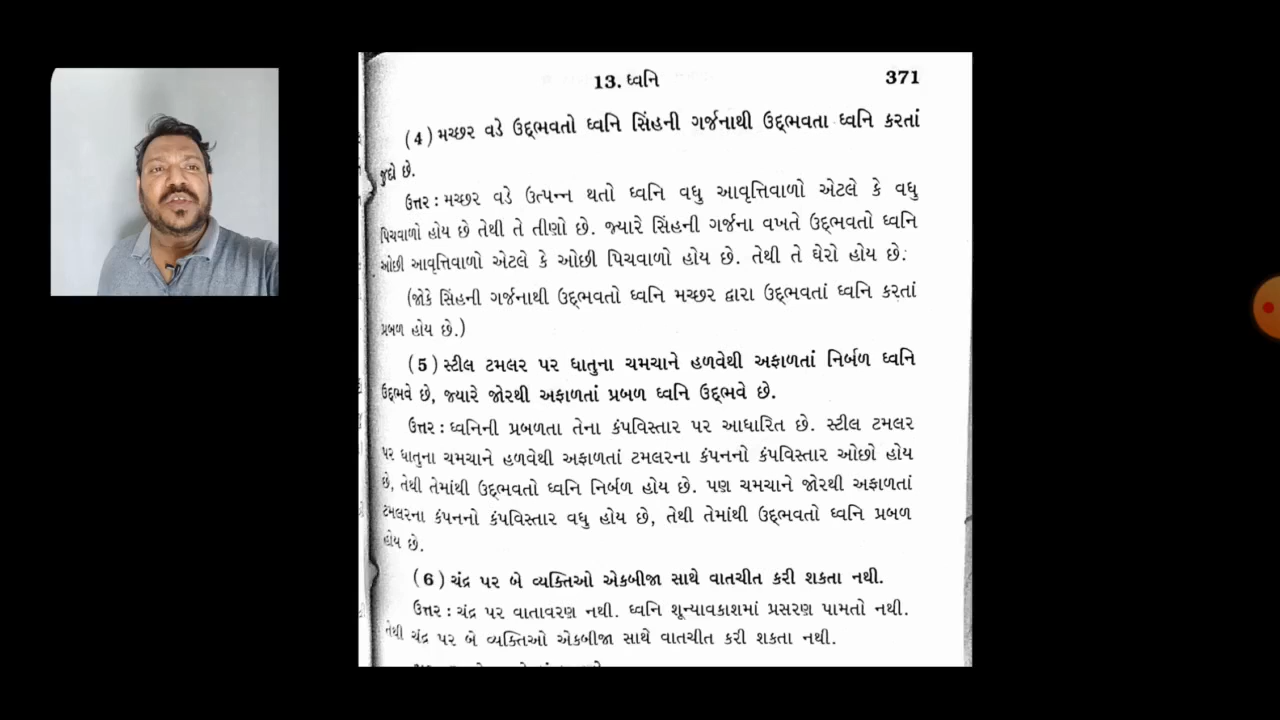 13. ધ્વનિ 371
(4) મચ્છર વડે ઉદ્ભવતો ધ્વનિ સિંહની ગર્જનાથી ઉદ્ભવતા ધ્વનિ કરતાં
જુદો છે.
ઉત્તર : મચ્છર વડે ઉત્પન્ન થતો ધ્વનિ વધુ આવૃત્તિવાળો એટલે કે વધુ
પિચવાળો હોય છે તેથી તે તીણો છે. જ્યારે સિંહની ગર્જના વખતે ઉદ્ભવતો ધ્વનિ
ઓછી આવૃત્તિવાળો એટલે કે ઓછી પિચવાળો હોય છે. તેથી તે ઘેરો હોય છે.
(જોકે સિંહની ગર્જનાથી ઉદ્ભવતો ધ્વનિ મચ્છર દ્વારા ઉદ્ભવતાં ધ્વનિ કરતાં
પ્રબળ હોય છે.)
(5) સ્ટીલ ટમલર પર ધાતુના ચમચાને હળવેથી અફાળતાં નિર્બળ ધ્વનિ
ઉદ્ભવે છે, જ્યારે જોરથી અફાળતાં પ્રબળ ધ્વનિ ઉદ્ભવે છે.
ઉત્તર : ધ્વનિની પ્રબળતા તેના કંપવિસ્તાર પર આધારિત છે. સ્ટીલ ટમલર
પર ધાતુના ચમચાને હળવેથી અફાળતાં ટમલરના કંપનનો કંપવિસ્તાર ઓછો હોય
છે, તેથી તેમાંથી ઉદ્ભવતો ધ્વનિ નિર્બળ હોય છે. પણ ચમચાને જોરથી અફાળતાં
ટમલરના કંપનનો કંપવિસ્તાર વધુ હોય છે, તેથી તેમાંથી ઉદ્ભવતો ધ્વનિ પ્રબળ
હોય છે.
(6) ચંદ્ર પર બે વ્યક્તિઓ એકબીજા સાથે વાતચીત કરી શકતા નથી.
ઉત્તર : ચંદ્ર પર વાતાવરણ નથી. ધ્વનિ શૂન્યાવકાશમાં પ્રસરણ પામતો નથી.
તેથી ચંદ્ર પર બે વ્યક્તિઓ એકબીજા સાથે વાતચીત કરી શકતા નથી.